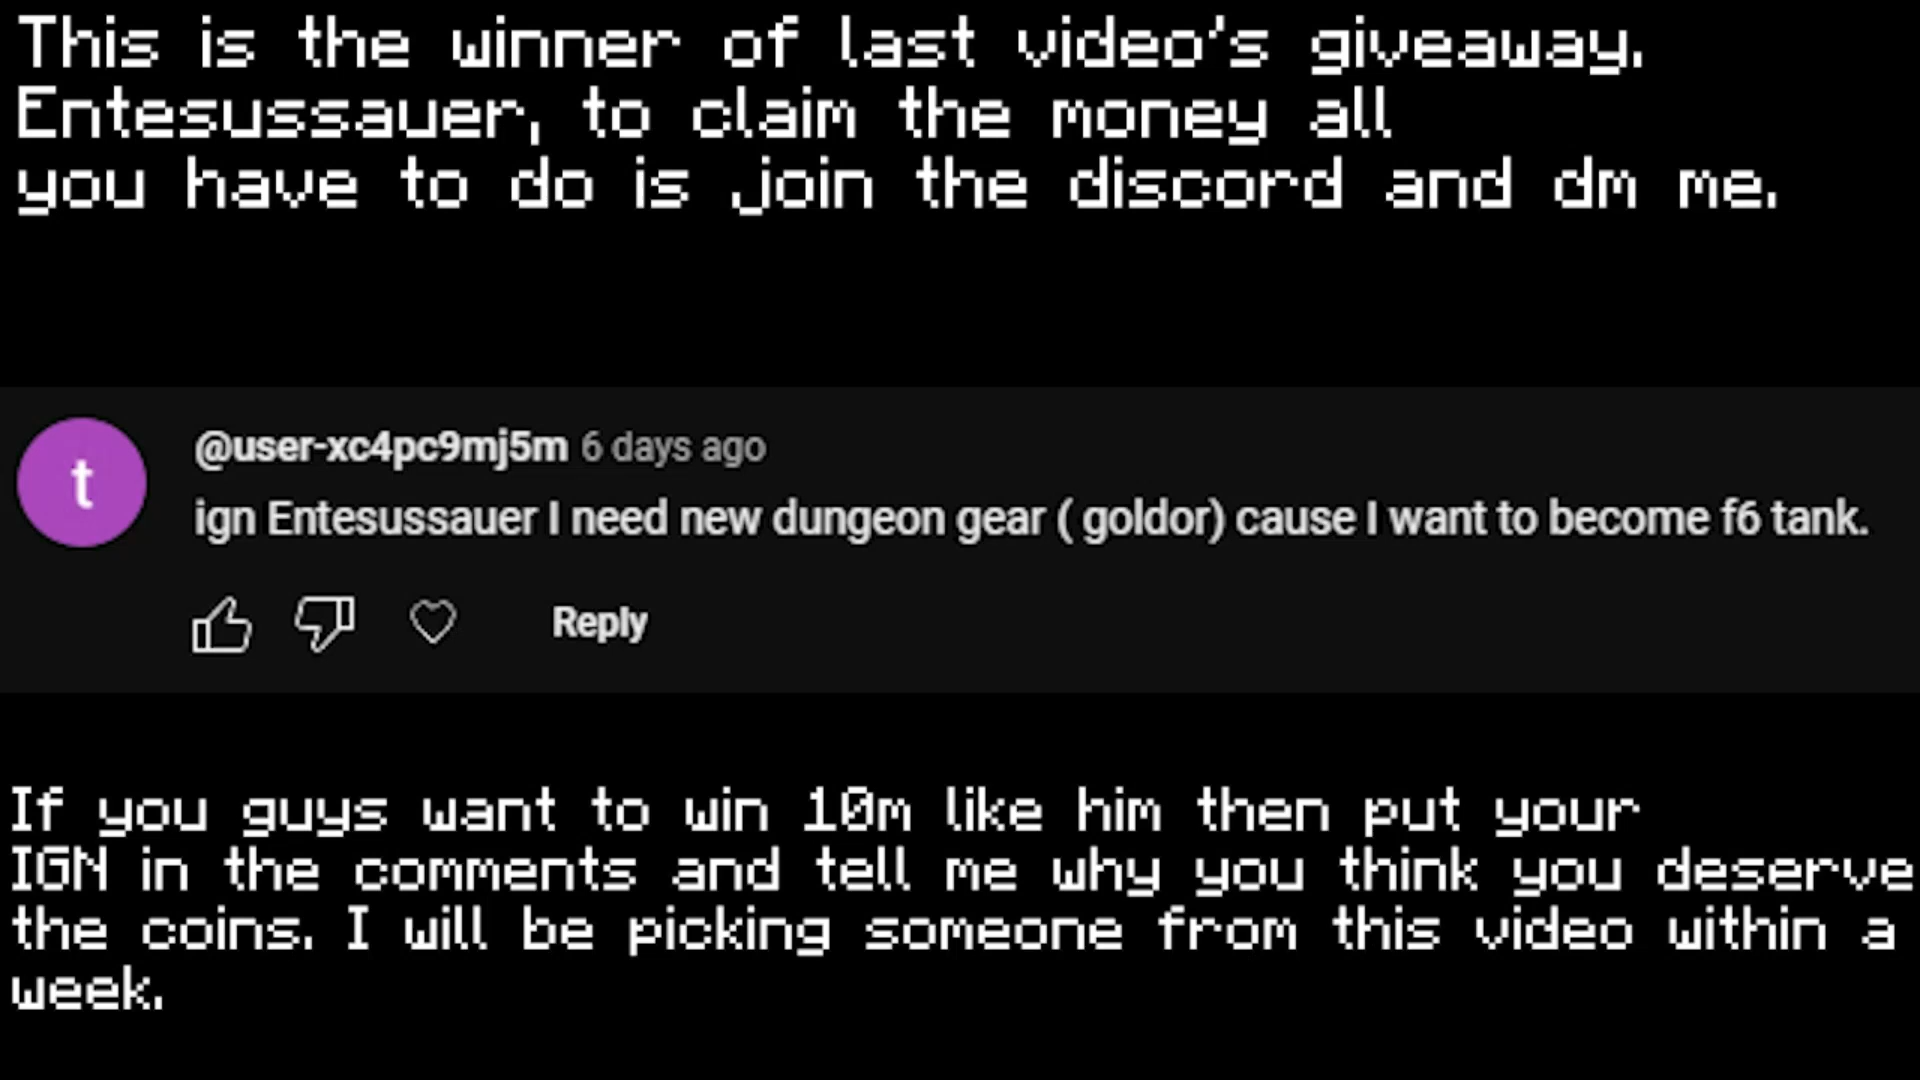 This is the winner of last video's giveaway.
Entesussauer, to claim the money all
you have to do is join the discord and dm me.
t
@user-xc4pc9mj5m 6 days ago
ign Entesussauer I need new dungeon gear ( goldor) cause I want to become f6 tank.
Reply
If you guys want to win 10m like him then put your
IGN in the comments and tell me why you think you deserve
the coins. I will be picking someone from this video within a
week.